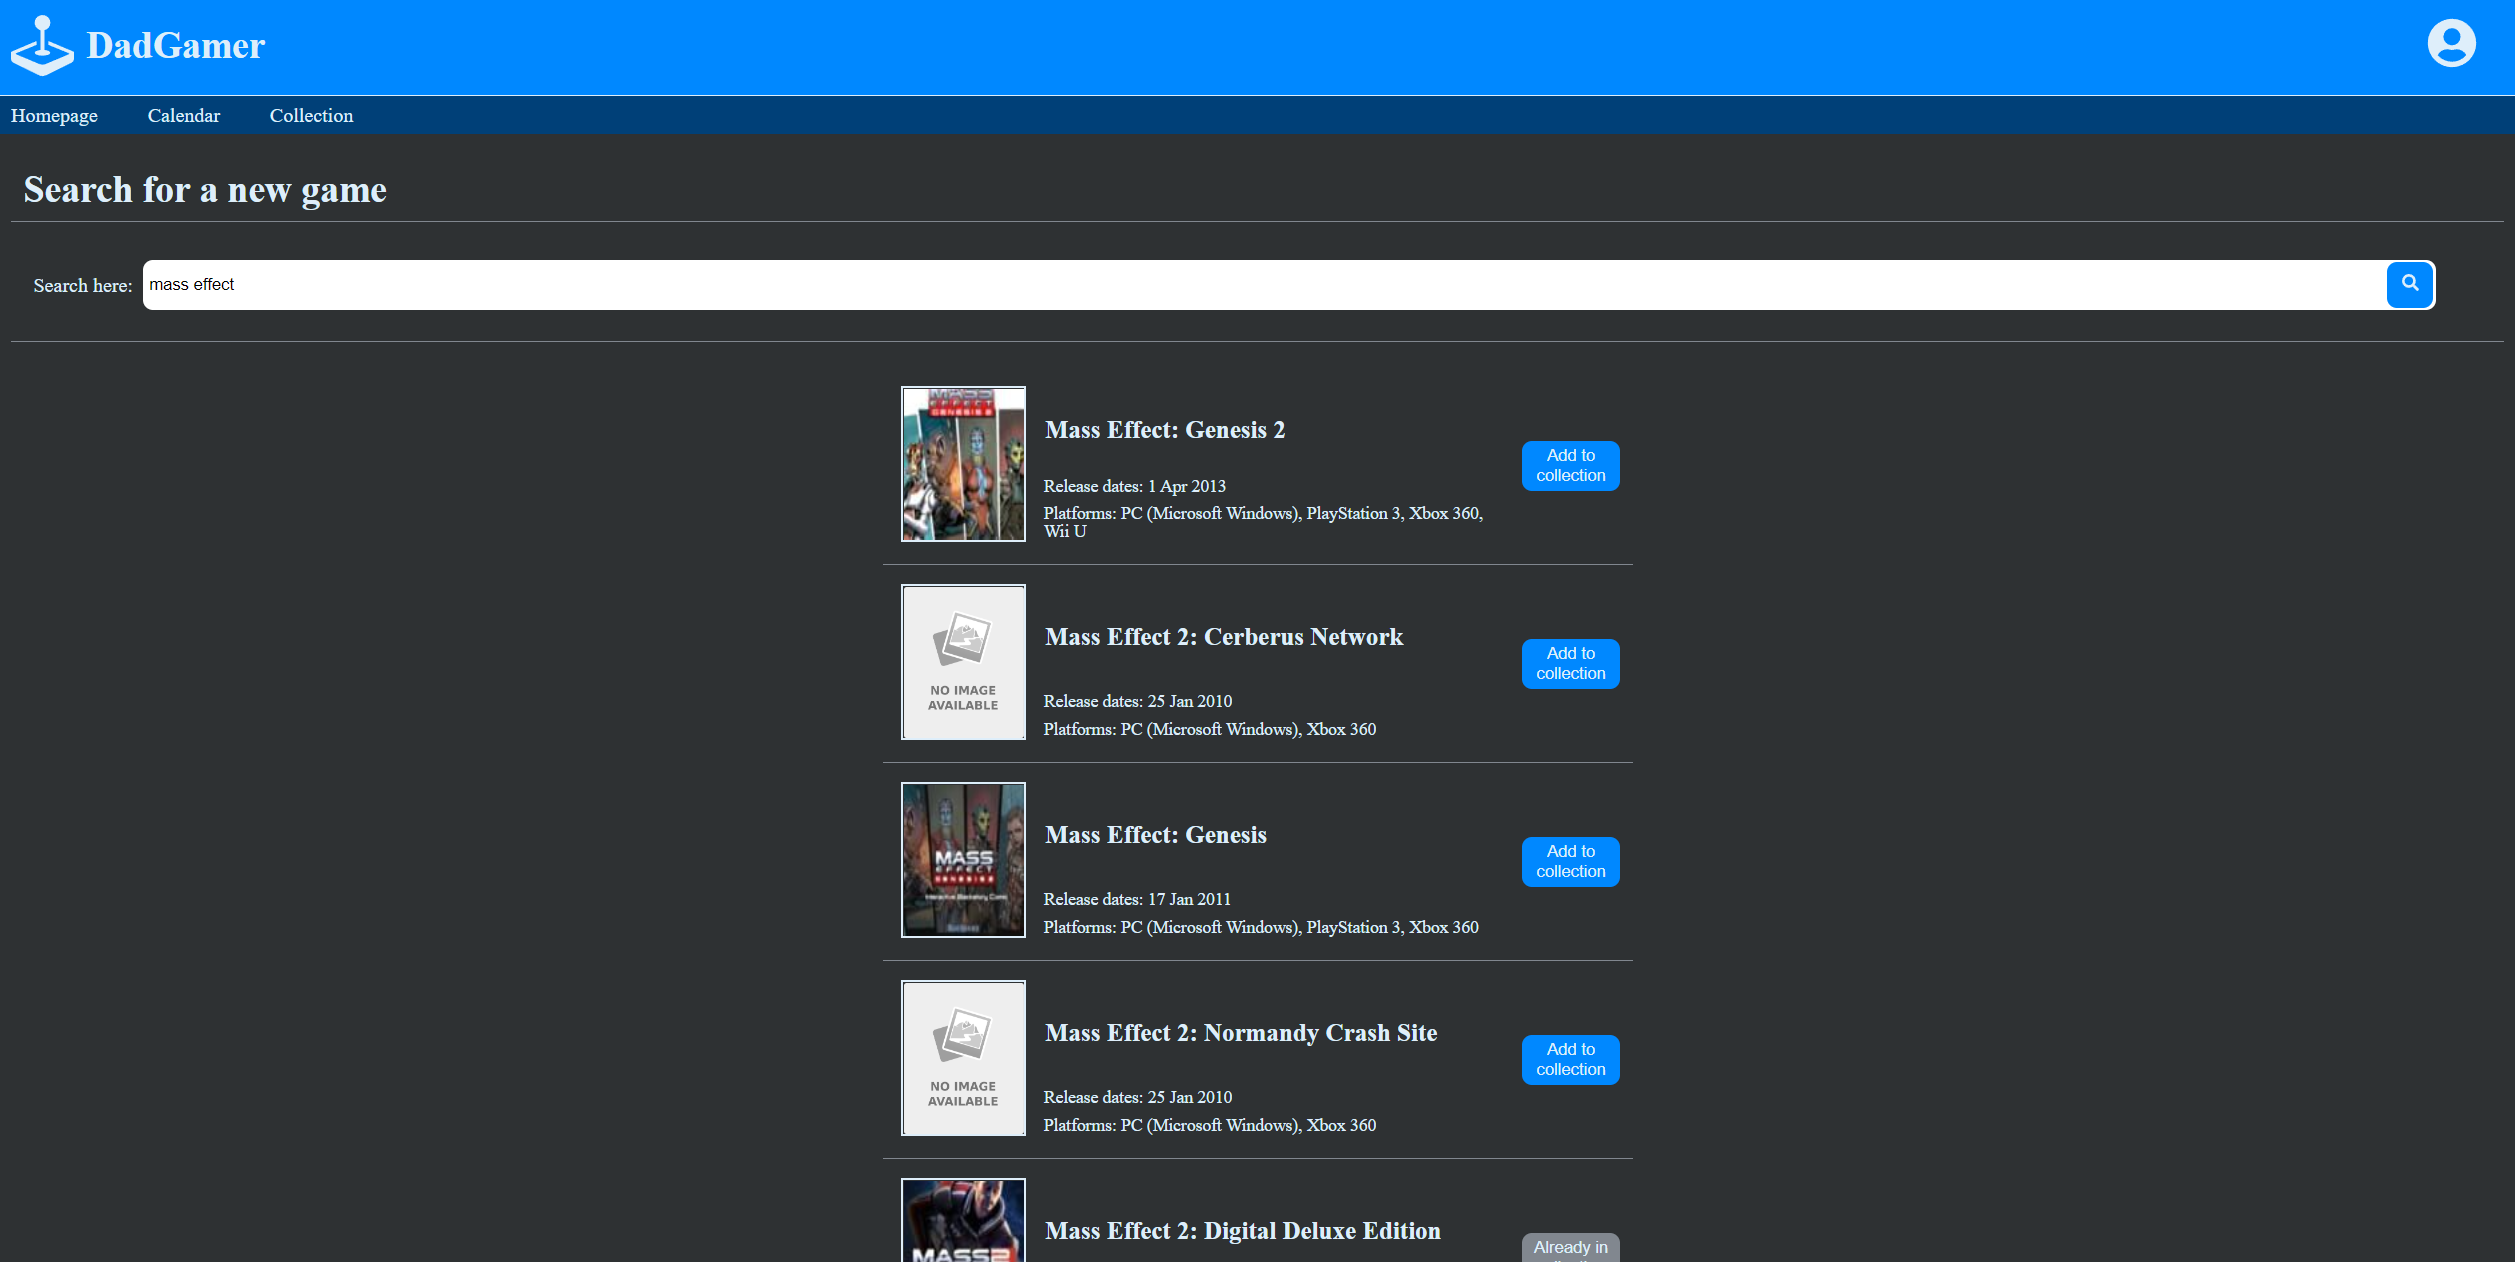 DadGamer
Homepage Calendar Collection
Search for a new game
Search here: mass effect
MASS
EFFECT
GENESIS 2
Mass Effect: Genesis 2
Add to
collection
Release dates: 1 Apr 2013
Platforms: PC (Microsoft Windows), PlayStation 3, Xbox 360,
Wii U
NO IMAGE
AVAILABLE
Mass Effect 2: Cerberus Network
Add to
collection
Release dates: 25 Jan 2010
Platforms: PC (Microsoft Windows), Xbox 360
MASS
EFFECT
GENESIS
Mass Effect: Genesis
Add to
collection
Release dates: 17 Jan 2011
Platforms: PC (Microsoft Windows), PlayStation 3, Xbox 360
NO IMAGE
AVAILABLE
Mass Effect 2: Normandy Crash Site
Add to
collection
Release dates: 25 Jan 2010
Platforms: PC (Microsoft Windows), Xbox 360
MASS 2
Mass Effect 2: Digital Deluxe Edition
Already in